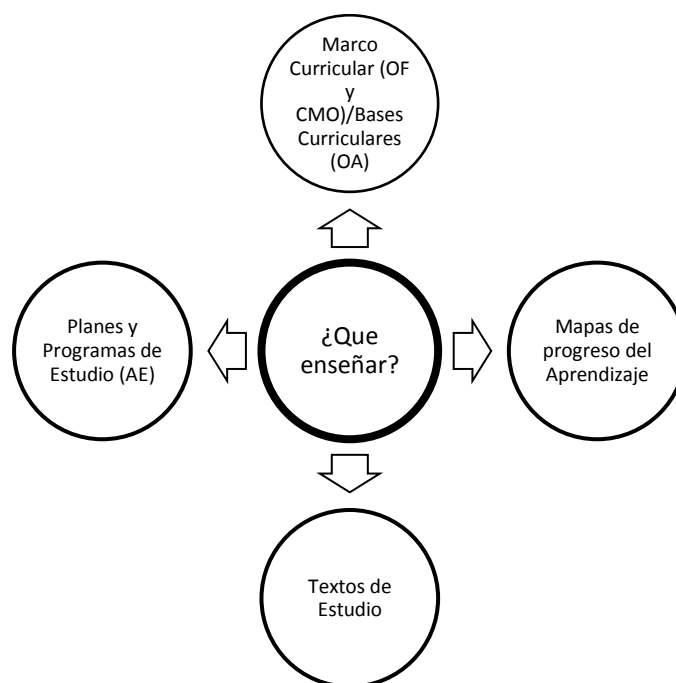 Marco
Curricular (OF
y
CMO)/Bases
Curriculares
(OA)
Planes y
Programas de
Estudio (AE)
¿Que
enseñar?
Mapas de
progreso del
Aprendizaje
Textos de
Estudio